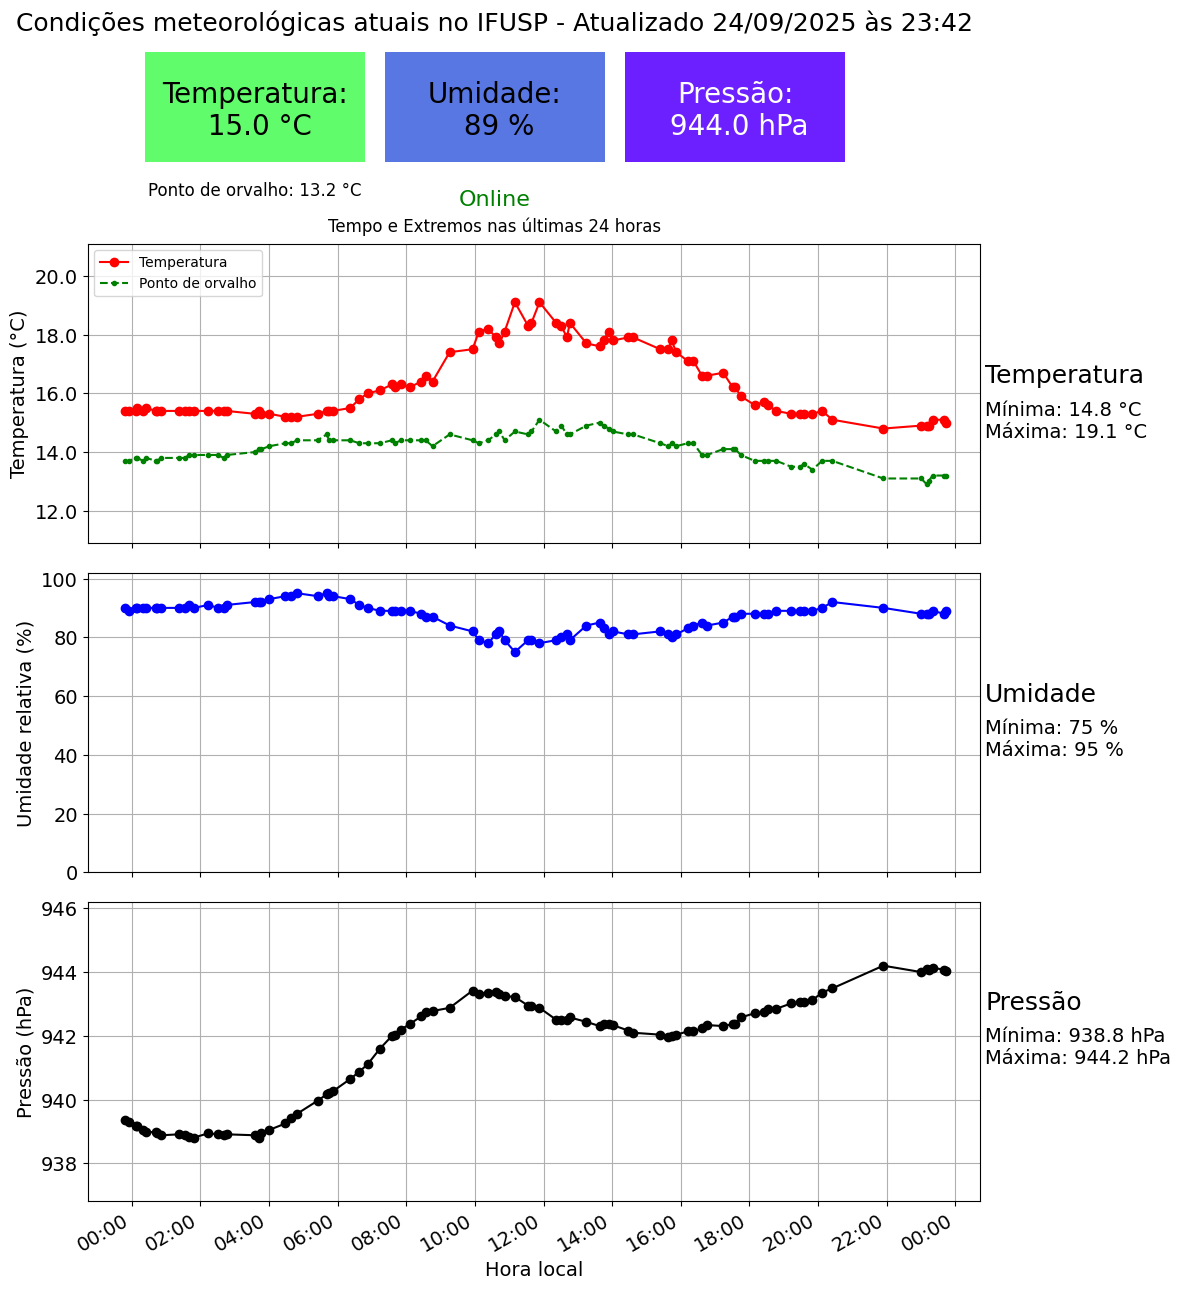 Condições meteorológicas atuais no IFUSP - Atualizado 24/09/2025 às 23:42
Temperatura:
15.0 °C
Umidade:
89 %
Pressão:
944.0 hPa
Ponto de orvalho: 13.2 °C
Online
Tempo e Extremos nas últimas 24 horas
Temperatura
Ponto de orvalho
Temperatura (°C)
20.0
18.0
16.0
14.0
12.0
Temperatura
Mínima: 14.8 °C
Máxima: 19.1 °C
Umidade relativa (%)
100
80
60
40
20
0
Umidade
Mínima: 75 %
Máxima: 95 %
Pressão (hPa)
946
944
942
940
938
Pressão
Mínima: 938.8 hPa
Máxima: 944.2 hPa
00:00 02:00 04:00 06:00 08:00 10:00 12:00 14:00 16:00 18:00 20:00 22:00 00:00
Hora local